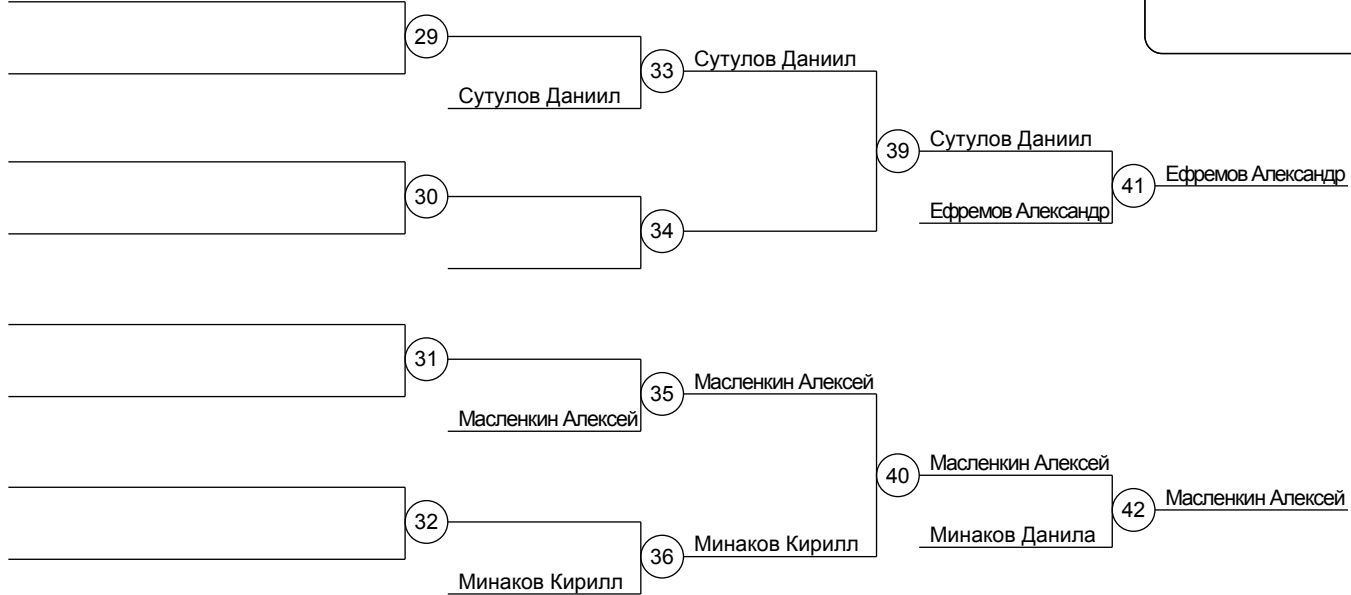 29
33
Сутулов Даниил
Сутулов Даниил
39
Сутулов Даниил
30
41
Ефремов Александр
Ефремов Александр
34
31
35
Масленкин Алексей
Масленкин Алексей
40
Масленкин Алексей
32
42
Масленкин Алексей
Минаков Данила
36
Минаков Кирилл
Минаков Кирилл